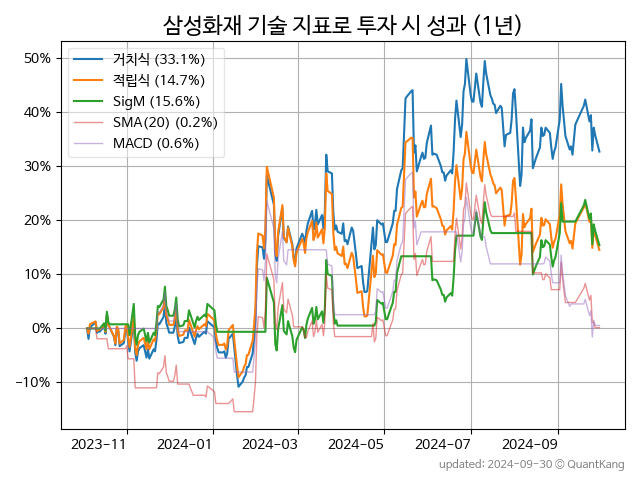 삼성화재 기술 지표로 투자 시 성과 (1년)
거치식 (33.1%)
적립식 (14.7%)
SigM (15.6%)
SMA(20) (0.2%)
MACD (0.6%)
50%
40%
30%
20%
10%
0%
−10%
2023-11 2024-01 2024-03 2024-05 2024-07 2024-09
updated: 2024-09-30 © QuantKang